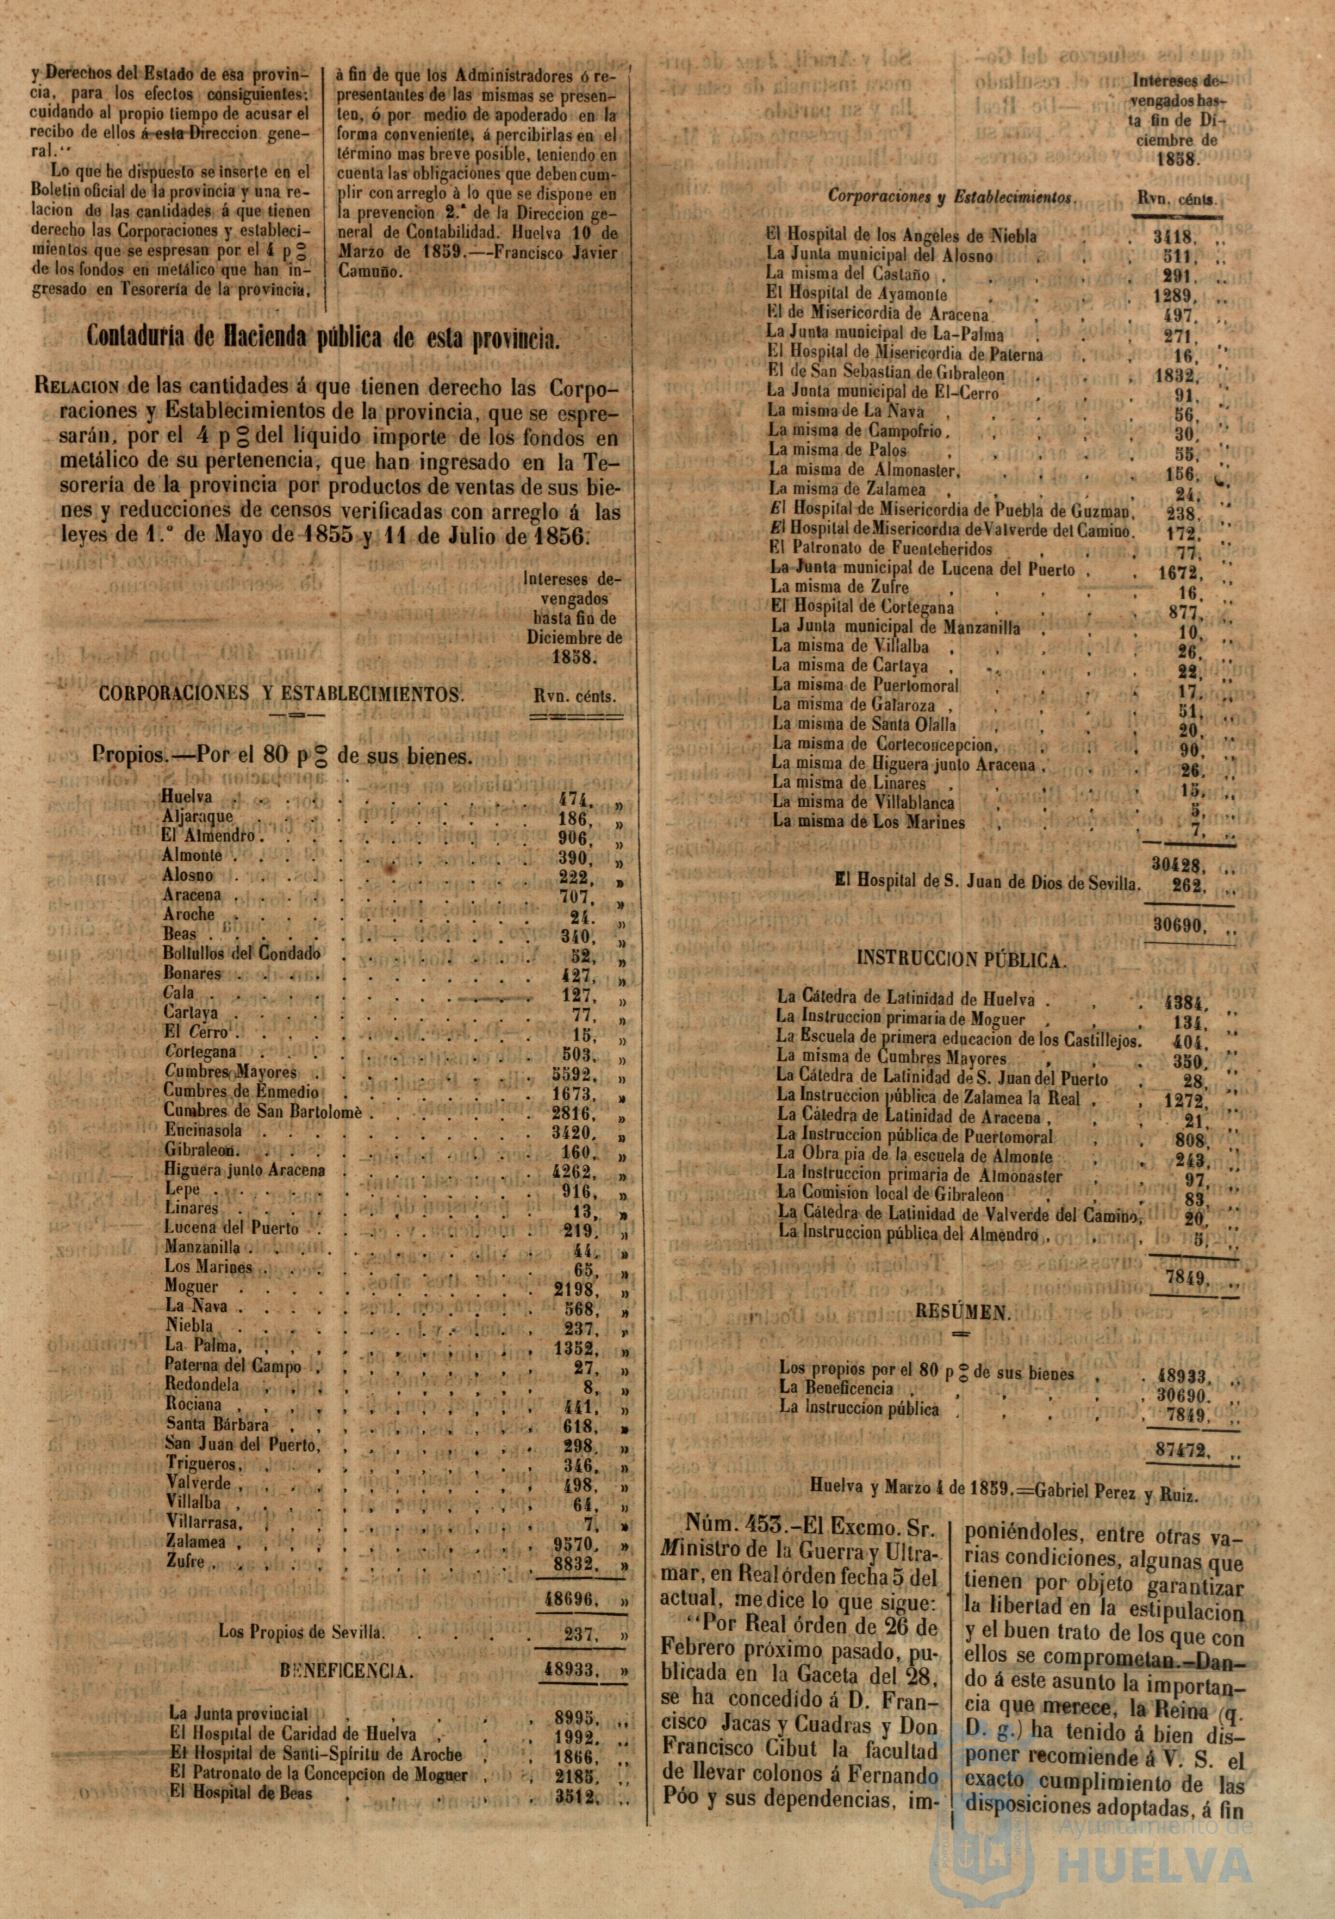 y Derechos del Estado de esa provin-
cia, para los efectos consiguientes;
cuidando al propio tiempo de acusar el
recibo de ellos á esta Direccion gene-
ral.''
Lo que he dispuesto se inserte en el
Boletin oficial de la provincia y una re-
lacion de las cantidades á que tienen
derecho las Corporaciones y estableci-
mientos que se espresan por el 4 p%
de los fondos en metálico que han in-
gresado en Tesorería de la provincia,
à fin de que los Administradores ó re-
presentantes de las mismas se presen-
ten, ó por medio de apoderado en la
forma conveniente, á percibirlas en el
término mas breve posible, teniendo en
cuenta las obligaciones que deben cum-
plir con arreglo à lo que se dispone en
la prevencion 2.ª de la Direccion ge-
neral de Contabilidad. Huelva 10 de
Marzo de 1859.—-Francisco Javier
Camuño.
Contaduría de Hacienda pública de esta provincia.
RELACION de las cantidades á que tienen derecho las Corpo-
raciones y Establecimientos de la provincia, que se espre-
sarán, por el 4 p% del líquido importe de los fondos en
metálico de su pertenencia, que han ingresado en la Te-
sorería de la provincia por productos de ventas de sus bie-
nes y reducciones de censos verificadas con arreglo á las
leyes de 1.º de Mayo de 1855 y 11 de Julio de 1856.
Intereses de-
vengados
hasta fin de
Diciembre de
1858.
CORPORACIONES Y ESTABLECIMIENTOS. Rvn. cénts.
Propios.—Por el 80 p% de sus bienes.
Huelva . . . 474, »
Aljaraque . . . 186, »
El Almendro . . . 906, »
Almonte . . . 390, »
Alosno . . . 222, »
Aracena . . . 707, »
Aroche . . . 24. »
Beas . . . 340, »
Bollullos del Condado . . . 52, »
Bonares . . . 427, »
Cala . . . 127, »
Cartaya . . . 77, »
El Cerro . . . 15, »
Cortegana . . . 503, »
Cumbres Mayores . . . 5592, »
Cumbres de Enmedio . . . 1673, »
Cumbres de San Bartolomè . . . 2816, »
Encinasola . . . 3420, »
Gibraleon. . . . 160, »
Higuera junto Aracena . . . 4262, »
Lepe . . . 916, »
Linares . . . 13, »
Lucena del Puerto . . . 219, »
Manzanilla . . . 44, »
Los Marines . . . 65, »
Moguer . . . 2198, »
La Nava . . . 568, »
Niebla . . . 237, »
La Palma, . . . 1352, »
Paterna del Campo . . . 27, »
Redondela . . . 8, »
Rociana . . . 441, »
Santa Bárbara . . . 618, »
San Juan del Puerto, . . . 298, »
Trigueros, . . . 346, »
Valverde . . . 498, »
Villalba . . . 64, »
Villarrasa, . . . 7, »
Zalamea . . . 9570, »
Zufre . . . 8832, »
48696, »
Los Propios de Sevilla. . . . 237, »
48933, »
BENEFICENCIA.
La Junta provincial . . . 8995, ,,
El Hospital de Caridad de Huelva . . . 1992, ,,
El Hospital de Santi-Spíritu de Aroche . . . 1866, ,,
El Patronato de la Concepcion de Moguer . . . 2185, ,,
El Hospital de Beas . . . 3512, ,,
Intereses de-
vengados has-
ta fin de Di-
ciembre de
1858.
Corporaciones y Establecimientos. Rvn. cénts.
El Hospital de los Angeles de Niebla . . 3418, ,,
La Junta municipal del Alosno . . 511, ,,
La misma del Castaño . . . 291, ,,
El Hospital de Ayamonte . . . 1289, ,,
El de Misericordia de Aracena . . . 497, ,,
La Junta municipal de La-Palma . . . 271, ,,
El Hospital de Misericordia de Paterna . . 16, ,,
El de San Sebastian de Gibraleon . . . 1832, ,,
La Junta municipal de El-Cerro . . . 91, ,,
La misma de La Nava . . . 56, ,,
La misma de Campofrio. . . . 30, ,,
La misma de Palos . . . 55, ,,
La misma de Almonaster. . . . 156, ,,
La misma de Zalamea . . . 24, ,,
El Hospital de Misericordia de Puebla de Guzman. 238, ,,
El Hospital de Misericordia de Valverde del Camino. 172, ,,
El Patronato de Fuenteheridos . . . 77, ,,
La Junta municipal de Lucena del Puerto . . 1672, ,,
La misma de Zufre . . . 16, ,,
El Hospital de Cortegana . . . 877, ,,
La Junta municipal de Manzanilla . . . 10, ,,
La misma de Villalba . . . 26, ,,
La misma de Cartaya . . . 22, ,,
La misma de Puertomoral . . . 17, ,,
La misma de Galaroza . . . 51, ,,
La misma de Santa Olalla . . . 20, ,,
La misma de Corteconcepcion, . . . 90, ,,
La misma de Higuera junto Aracena . . . 26, ,,
La misma de Linares . . . 15, ,,
La misma de Villablanca . . . 5, ,,
La misma de Los Marines . . . 7, ,,
30428, ,,
El Hospital de S. Juan de Dios de Sevilla. 262, ,,
30690, ,,
INSTRUCCION PÚBLICA.
La Cátedra de Latinidad de Huelva . . . 4384, ,,
La Instruccion primaria de Moguer . . . 134, ,,
La Escuela de primera educacion de los Castillejos. 404, ,,
La misma de Cumbres Mayores . . . 350, ,,
La Cátedra de Latinidad de S. Juan del Puerto . 28, ,,
La Instruccion pública de Zalamea la Real . . 1272, ,,
La Cátedra de Latinidad de Aracena . . . 21, ,,
La Instruccion pública de Puertomoral . . 808, ,,
La Obra pia de la escuela de Almonte . . 243, ,,
La Instruccion primaria de Almonaster . . 97, ,,
La Comision local de Gibraleon . . . 83, ,,
La Cátedra de Latinidad de Valverde del Camino, 20, ,,
La Instruccion pública del Almendro . . . 5, ,,
7849, ,,
RESÚMEN.
Los propios por el 80 p% de sus bienes . . 48933, ,,
La Beneficencia . . . 30690. ,,
La Instruccion pública . . . 7849, ,,
87472, ,,
Huelva y Marzo 4 de 1859.=Gabriel Perez y Ruiz.
Núm. 453.-El Excmo. Sr.
Ministro de la Guerra y Ultra-
mar, en Real órden fecha 5 del
actual, me dice lo que sigue:
''Por Real órden de 26 de
Febrero próximo pasado, pu-
blicada en la Gaceta del 28,
se ha concedido á D. Fran-
cisco Jacas y Cuadras y Don
Francisco Cibut la facultad
de llevar colonos á Fernando
Póo y sus dependencias, im-
poniéndoles, entre otras va-
rias condiciones, algunas que
tienen por objeto garantizar
la libertad en la estipulacion
y el buen trato de los que con
ellos se comprometan.—Dan-
do á este asunto la importan-
cia que merece, la Reina (q.
D. g.) ha tenido á bien dis-
poner recomiende á V. S. el
exacto cumplimiento de las
disposiciones adoptadas, á fin
Ayuntamiento de
HUELVA